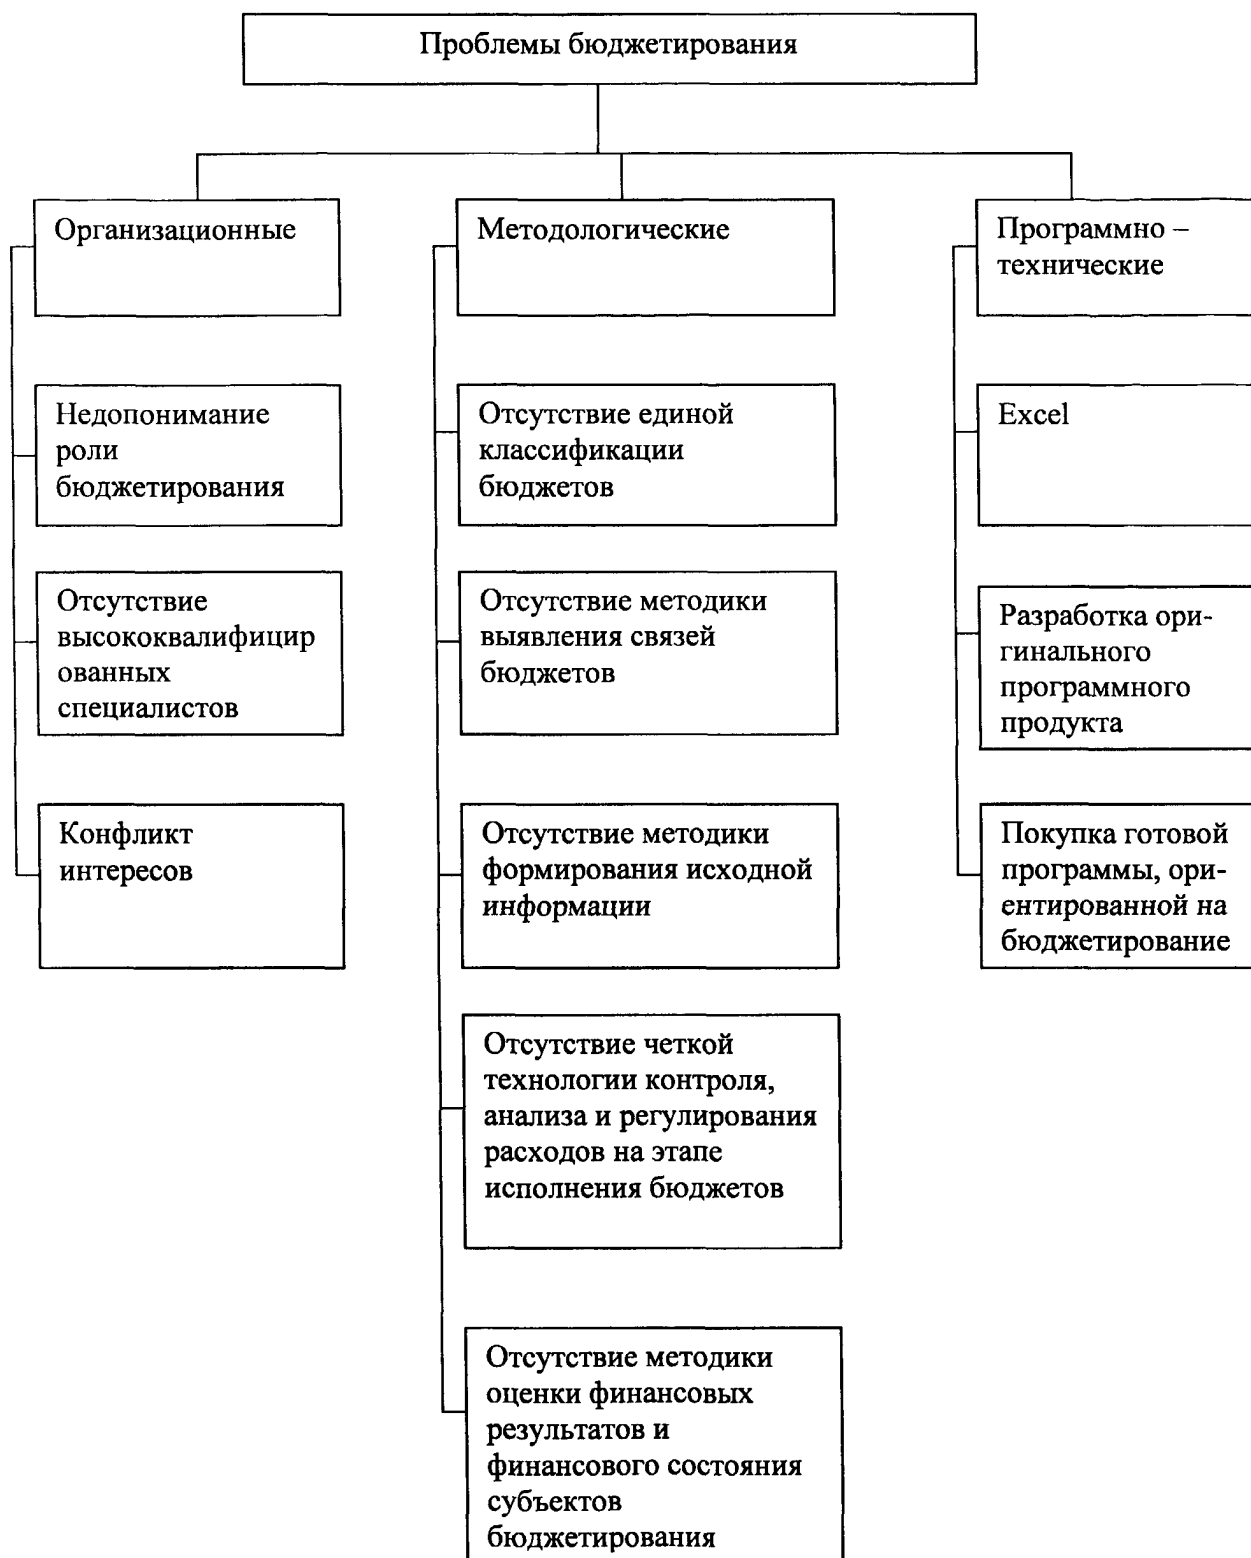 Проблемы бюджетирования
Организационные
Недопонимание
роли
бюджетирования
Отсутствие
высококвалифицир
ованных
специалистов
Конфликт
интересов
Методологические
Отсутствие единой
классификации
бюджетов
Отсутствие методики
выявления связей
бюджетов
Отсутствие методики
формирования исходной
информации
Отсутствие четкой
технологии контроля,
анализа и регулирования
расходов на этапе
исполнения бюджетов
Отсутствие методики
оценки финансовых
результатов и
финансового состояния
субъектов
бюджетирования
Программно –
технические
Excel
Разработка ори-
гинального
программного
продукта
Покупка готовой
программы, ори-
ентированной на
бюджетирование